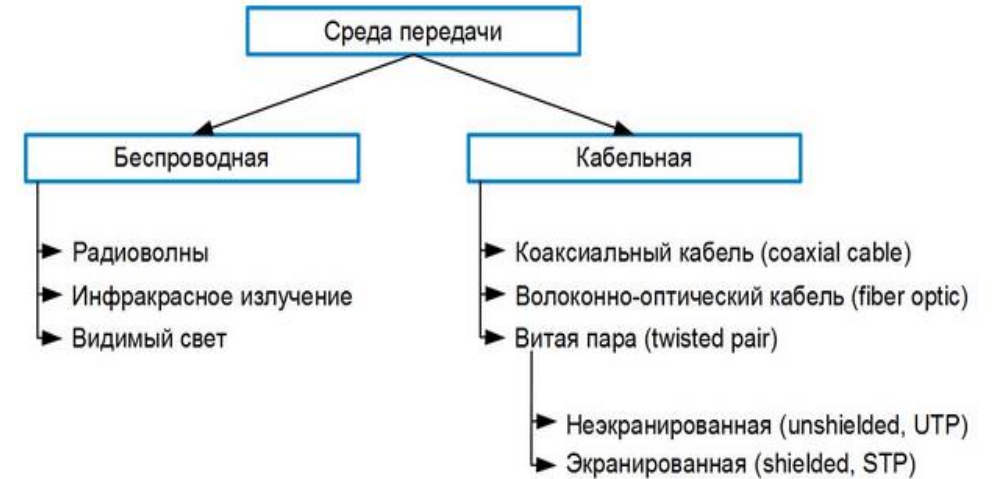 Среда передачи
Беспроводная
Радиоволны
Инфракрасное излучение
Видимый свет
Кабельная
Коаксиальный кабель (coaxial cable)
Волоконно-оптический кабель (fiber optic)
Витая пара (twisted pair)
Неэкранированная (unshielded, UTP)
Экранированная (shielded, STP)